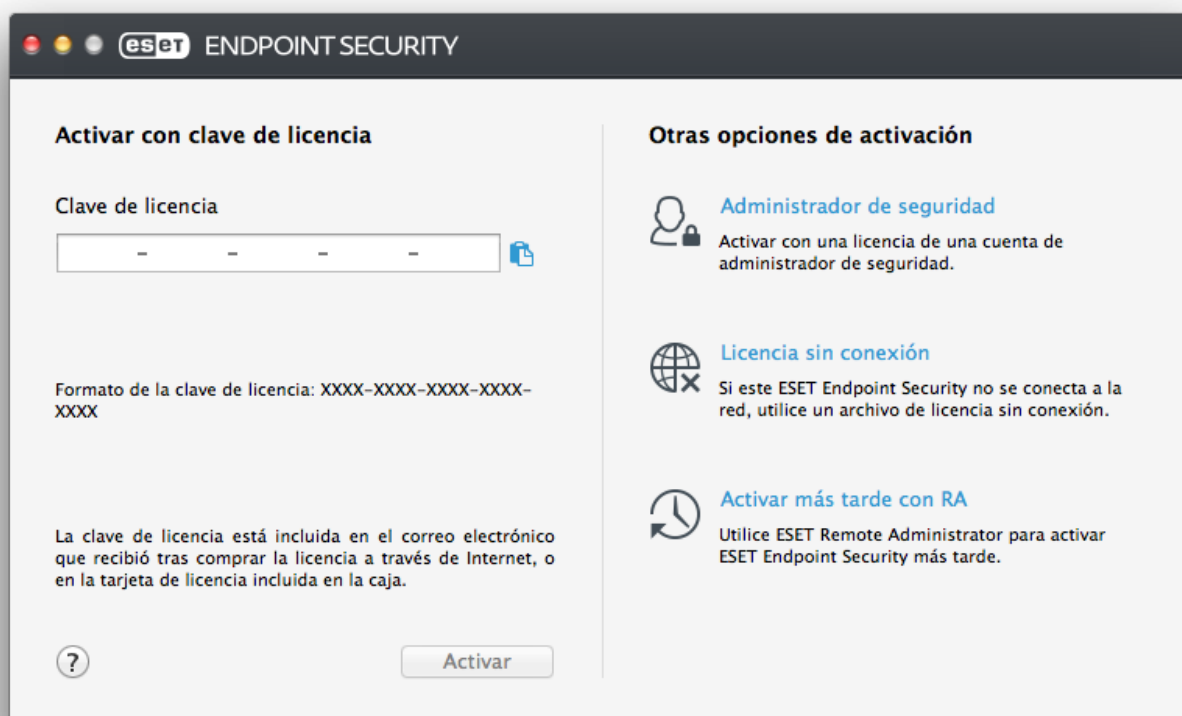 eset ENDPOINT SECURITY
Activar con clave de licencia
Clave de licencia
- - - -
Formato de la clave de licencia: XXXX-XXXX-XXXX-XXXX-
XXXX
La clave de licencia está incluida en el correo electrónico
que recibió tras comprar la licencia a través de Internet, o
en la tarjeta de licencia incluida en la caja.
?
Activar
Otras opciones de activación
Administrador de seguridad
Activar con una licencia de una cuenta de
administrador de seguridad.
Licencia sin conexión
Si este ESET Endpoint Security no se conecta a la
red, utilice un archivo de licencia sin conexión.
Activar más tarde con RA
Utilice ESET Remote Administrator para activar
ESET Endpoint Security más tarde.